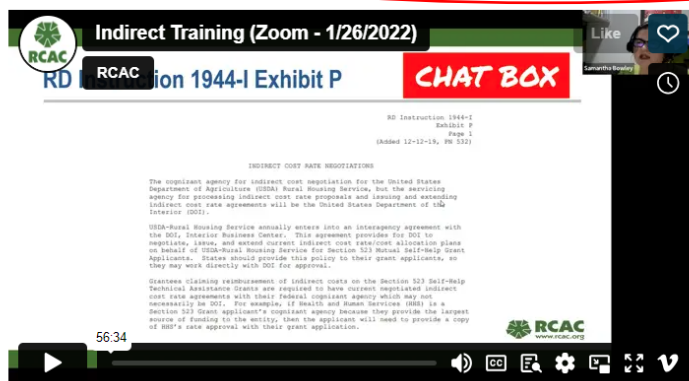 Indirect Training (Zoom - 1/26/2022)
Like
RCAC
RCAC
Samantha Bowley
RD Instruction 1944-I Exhibit P
CHAT BOX
RD Instruction 1944-I
Exhibit P
Page 1
(Added 12-12-19, PN 532)
INDIRECT COST RATE NEGOTIATIONS
The cognizant agency for indirect cost negotiation for the United States
Department of Agriculture (USDA) Rural Housing Service, but the servicing
agency for processing indirect cost rate proposals and issuing and extending
indirect cost rate agreements will be the United States Department of the
Interior (DOI).
USDA-Rural Housing Service annually enters into an interagency agreement with
the DOI, Interior Business Center. This agreement provides for DOI to
negotiate, issue, and extend current indirect cost rate/cost allocation plans
on behalf of USDA-Rural Housing Service for Section 523 Mutual Self-Help Grant
Applicants. States should provide this policy to their grant applicants, so
they may work directly with DOI for approval.
Grantees claiming reimbursement of indirect costs on the Section 523 Self-Help
Technical Assistance Grants are required to have current negotiated indirect
cost rate agreements with their federal cognizant agency which may not
necessarily be DOI. For example, if Health and Human Services (HHS) is a
Section 523 Grant applicant's cognizant agency because they provide the largest
source of funding to the entity, then the applicant will need to provide a copy
of HHS's rate approval with their grant application.
RCAC
www.rcac.org
56:34
CC